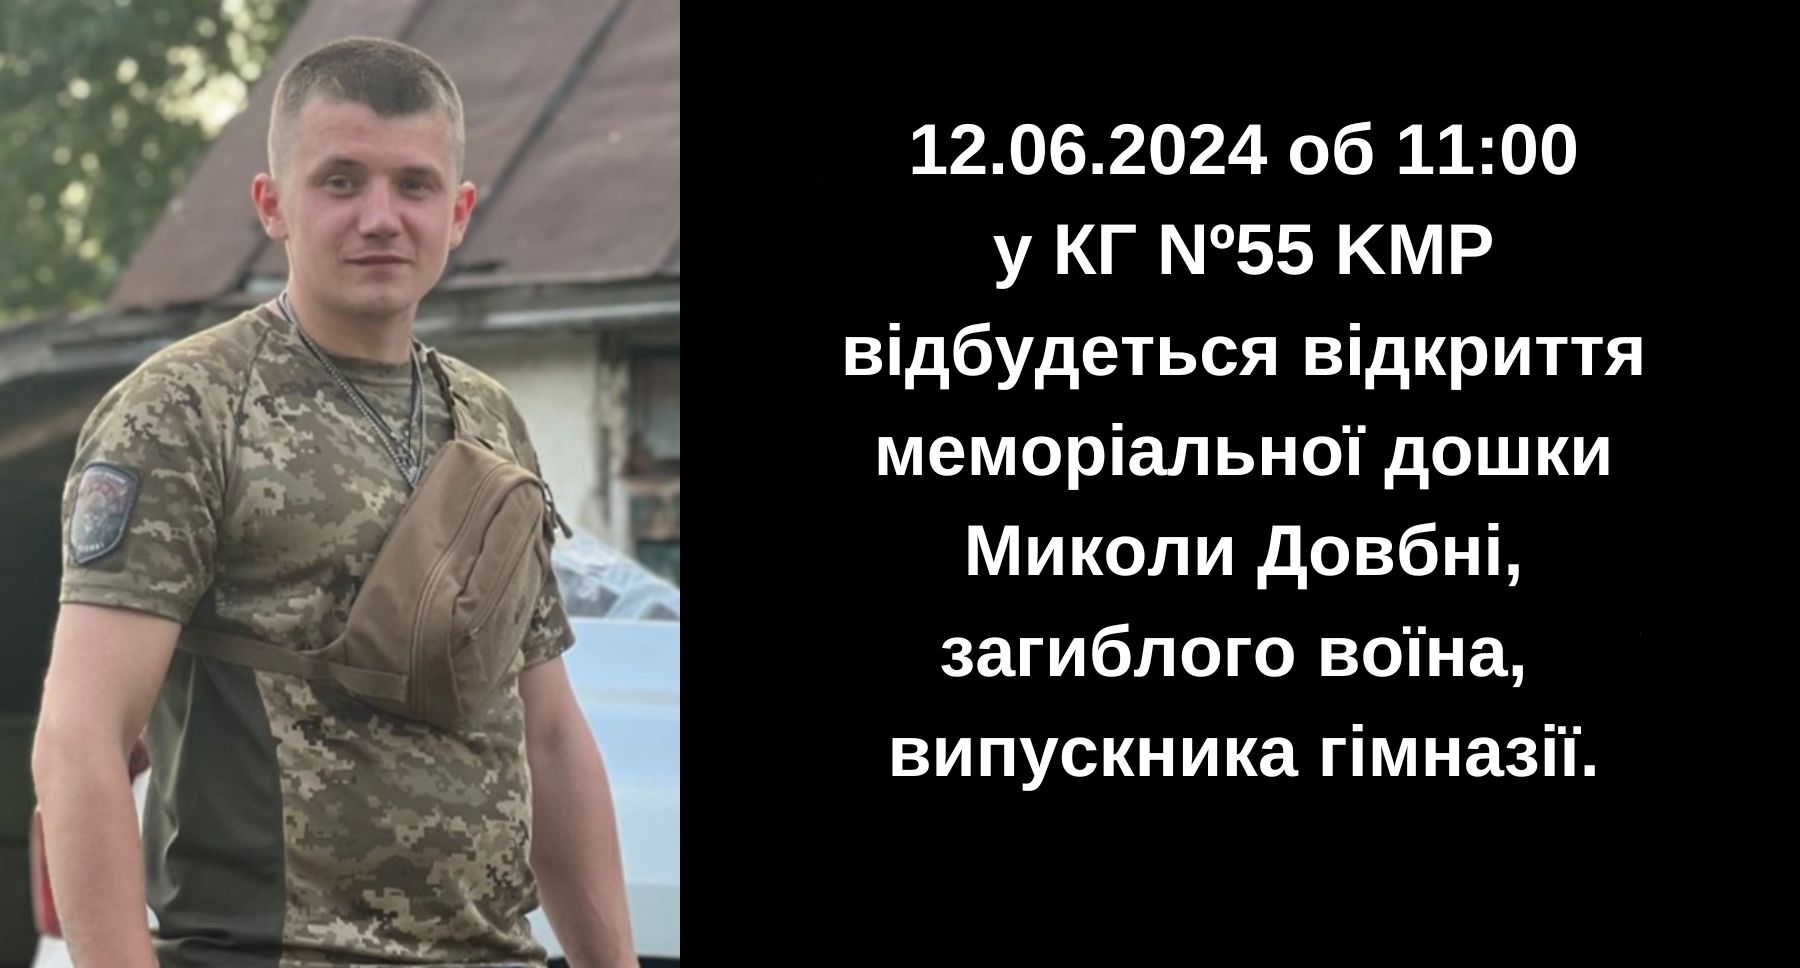 12.06.2024 об 11:00
у КГ Nº55 КМР
відбудеться відкриття
меморіальної дошки
Миколи Довбні,
загиблого воїна,
випускника гімназії.